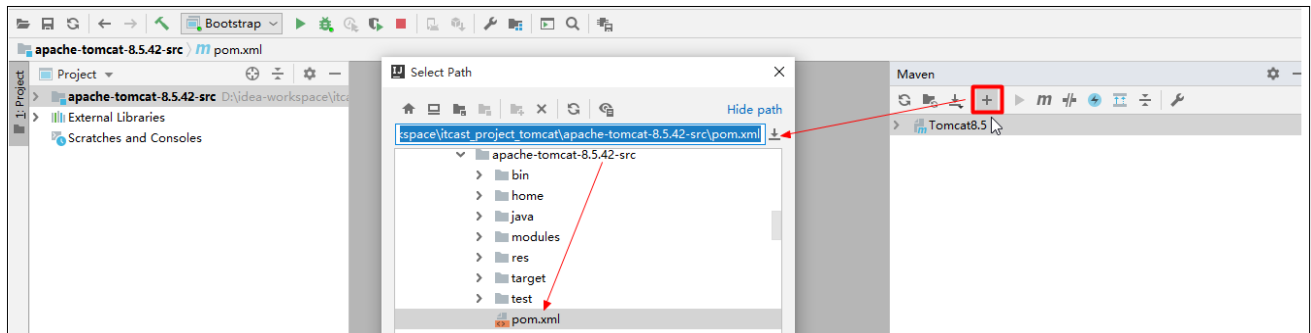 Bootstrap
apache-tomcat-8.5.42-src
pom.xml
Project
apache-tomcat-8.5.42-src D:\idea-workspace\itca
External Libraries
Scratches and Consoles
1: Project
Select Path
Hide path
kspace\itcast_project_tomcat\apache-tomcat-8.5.42-src\pom.xml
apache-tomcat-8.5.42-src
bin
home
java
modules
res
target
test
pom.xml
Maven
Tomcat8.5